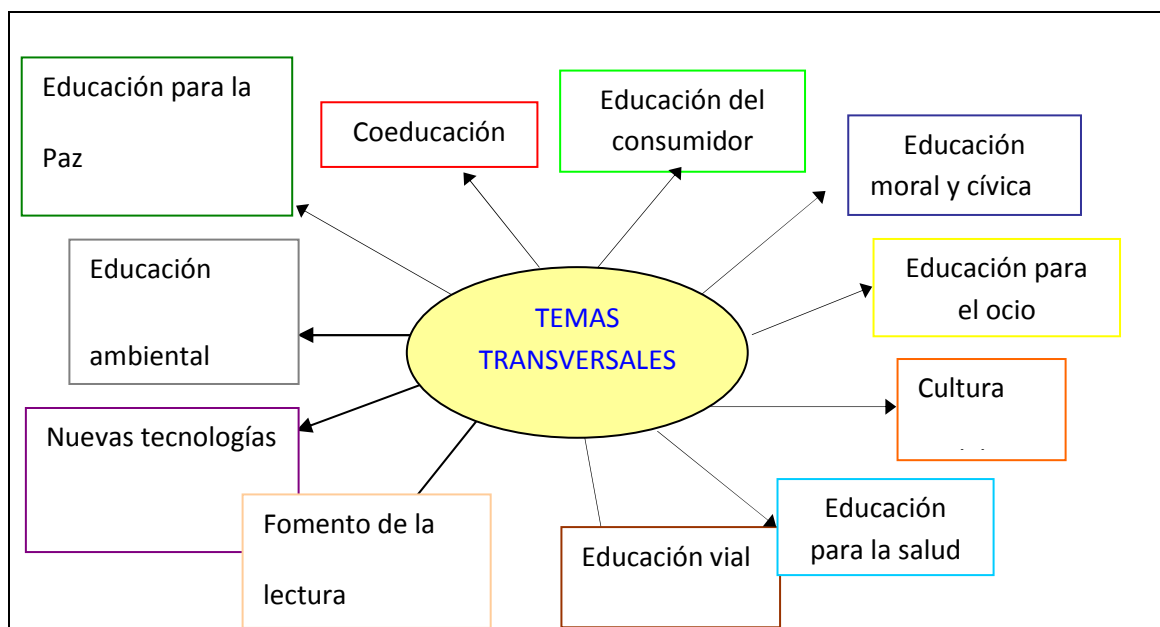 Educación para la
Paz
Coeducación
Educación del
consumidor
Educación
moral y cívica
Educación
ambiental
TEMAS
TRANSVERSALES
Educación para
el ocio
Cultura
Nuevas tecnologías
Fomento de la
lectura
Educación vial
Educación
para la salud